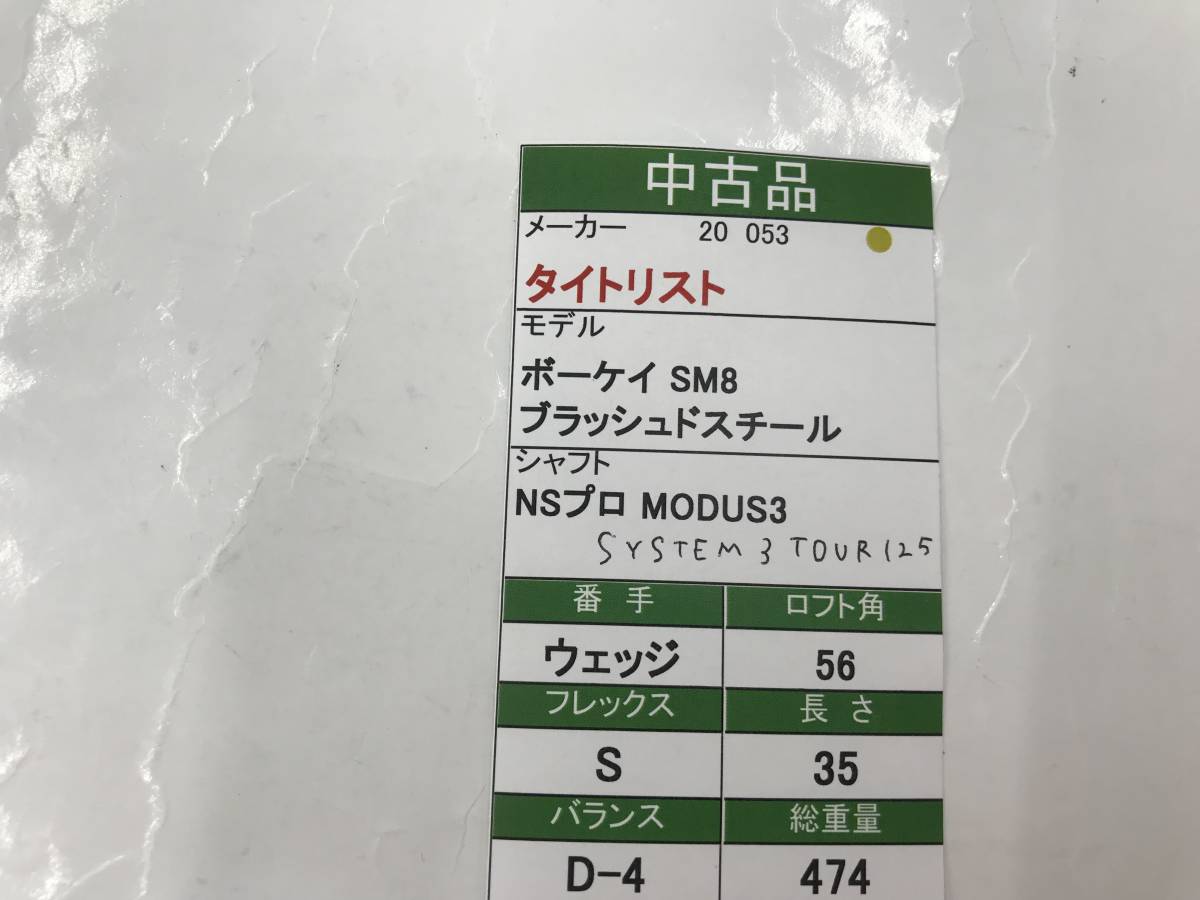 中古品
メーカー 20 053
タイトリスト
モデル
ボーケイ SM8
ブラッシュドスチール
シャフト
NSプロ MODUS3
SYSTEM 3 TOUR 125
番 手 ロフト角
ウェッジ 56
フレックス 長 さ
S 35
バランス 総重量
D-4 474